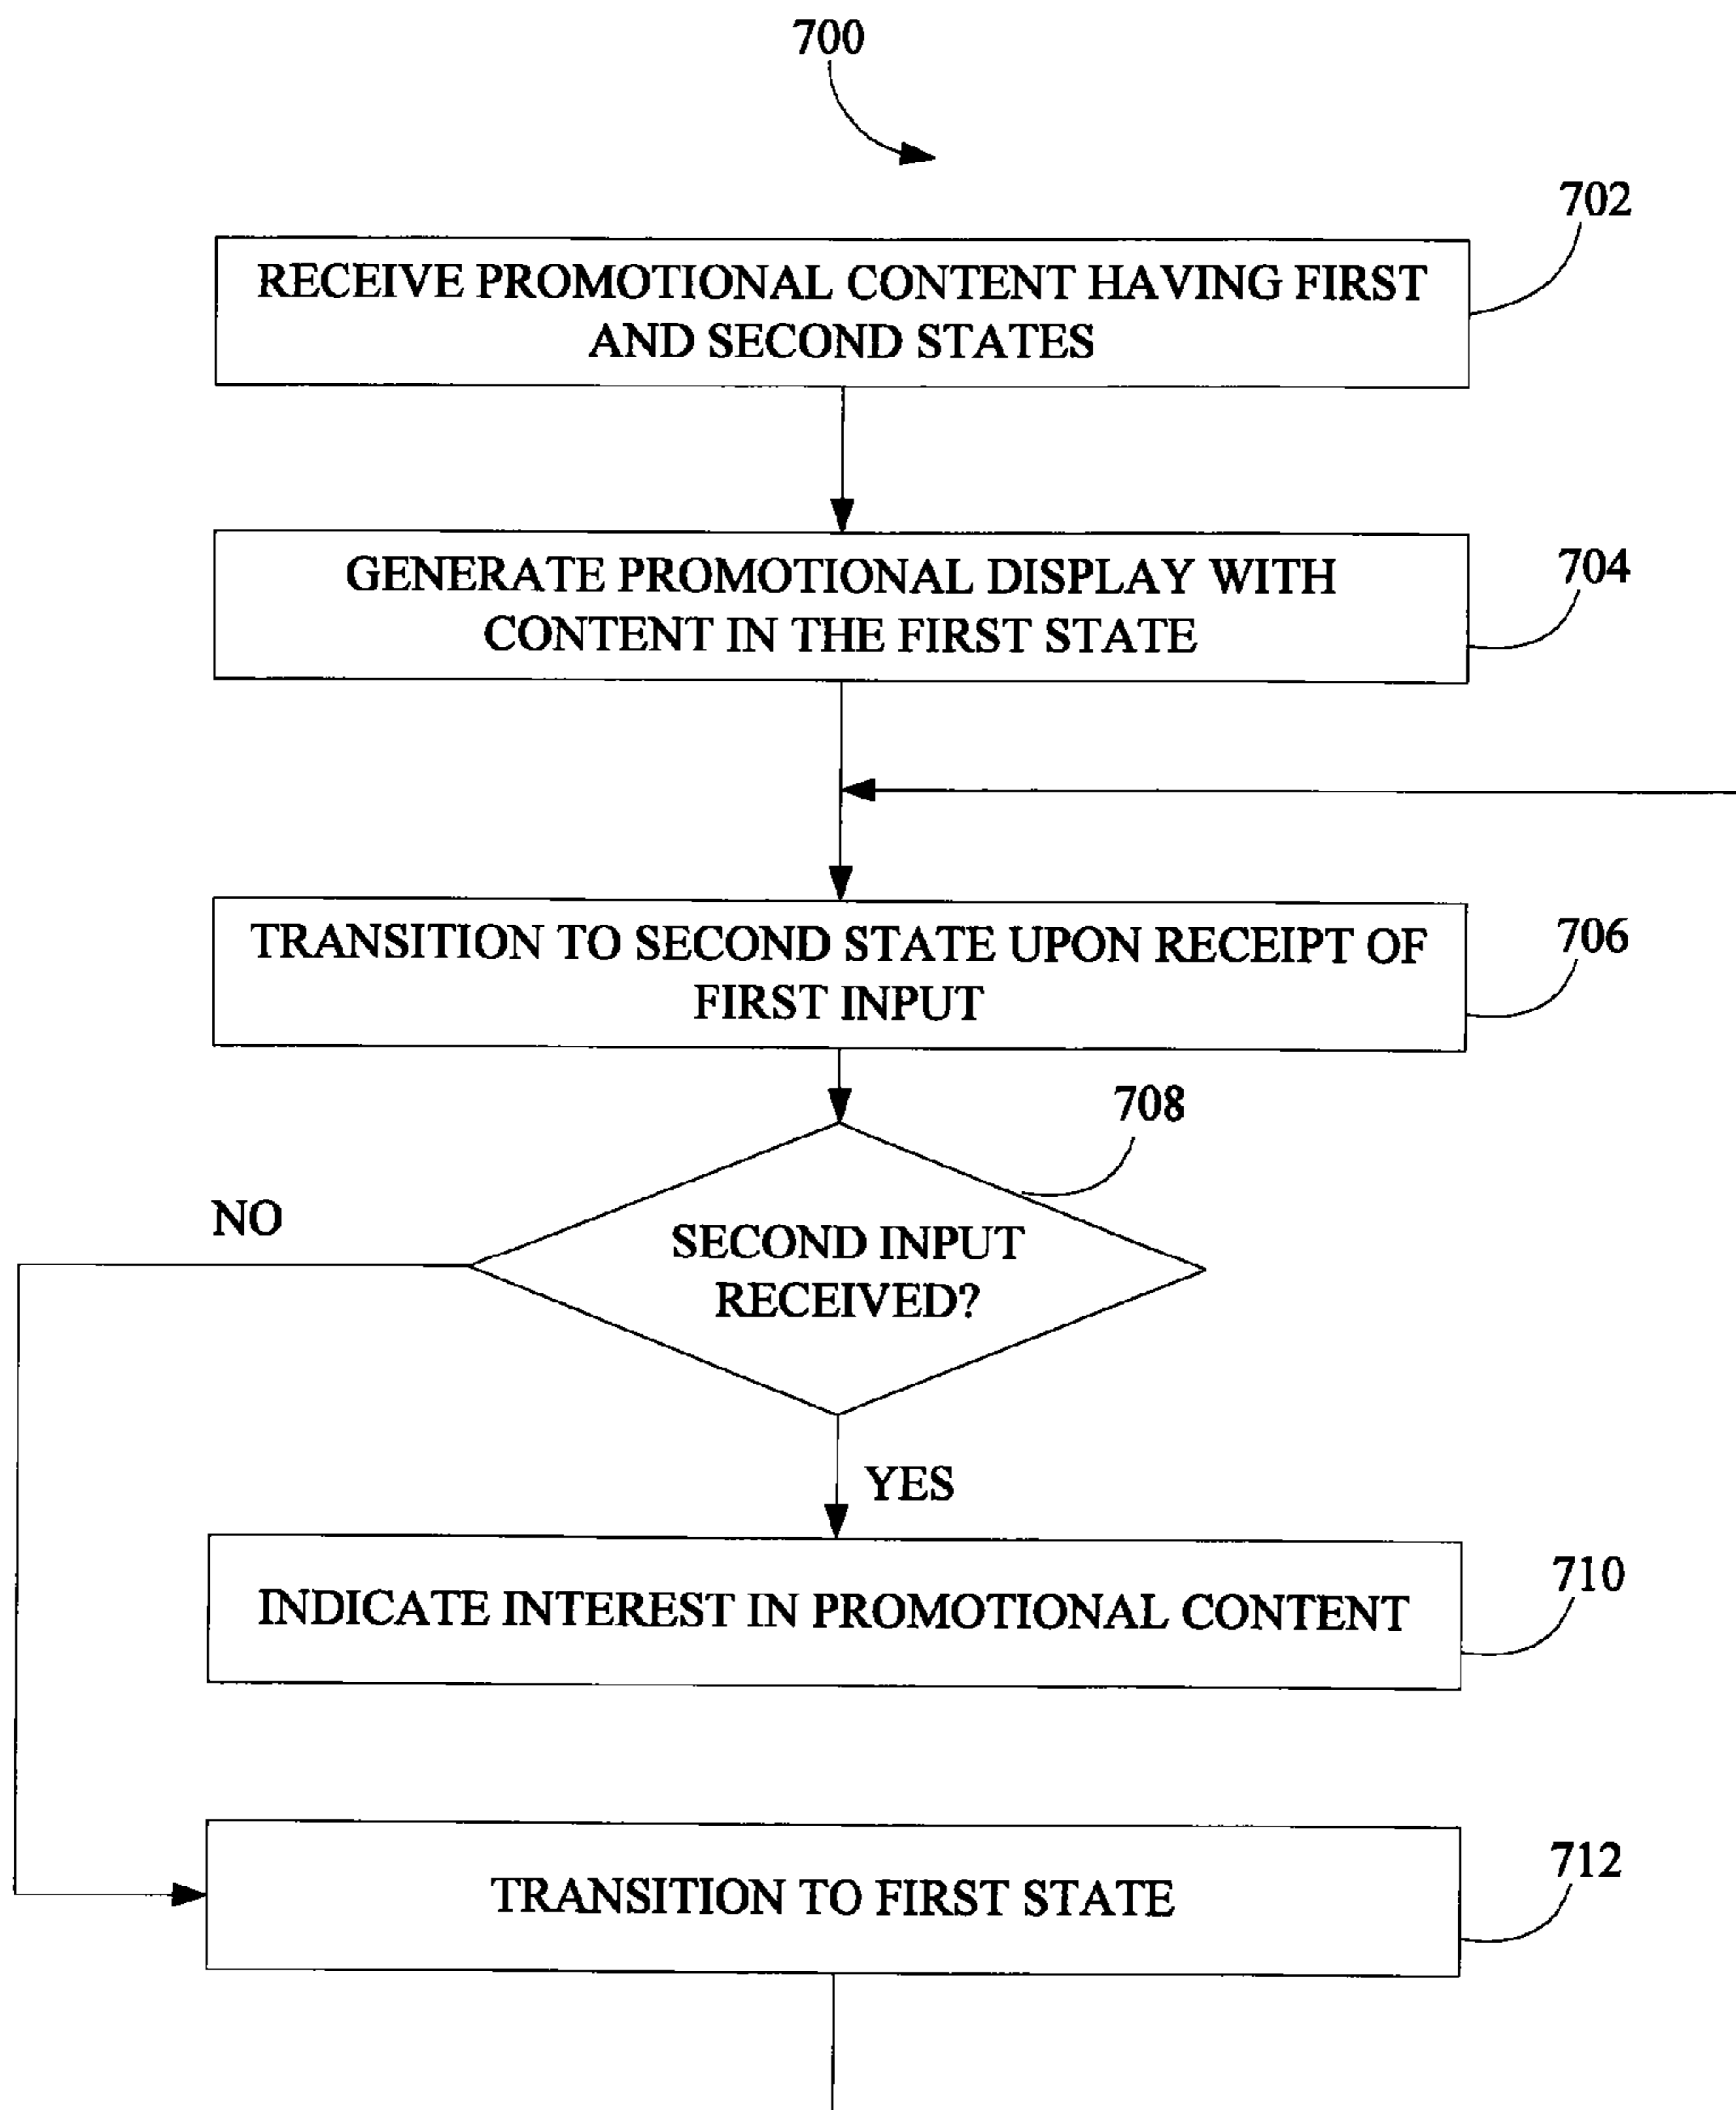 700
702
RECEIVE PROMOTIONAL CONTENT HAVING FIRST
AND SECOND STATES
704
GENERATE PROMOTIONAL DISPLAY WITH
CONTENT IN THE FIRST STATE
706
TRANSITION TO SECOND STATE UPON RECEIPT OF
FIRST INPUT
708
NO
SECOND INPUT
RECEIVED?
YES
710
INDICATE INTEREST IN PROMOTIONAL CONTENT
712
TRANSITION TO FIRST STATE